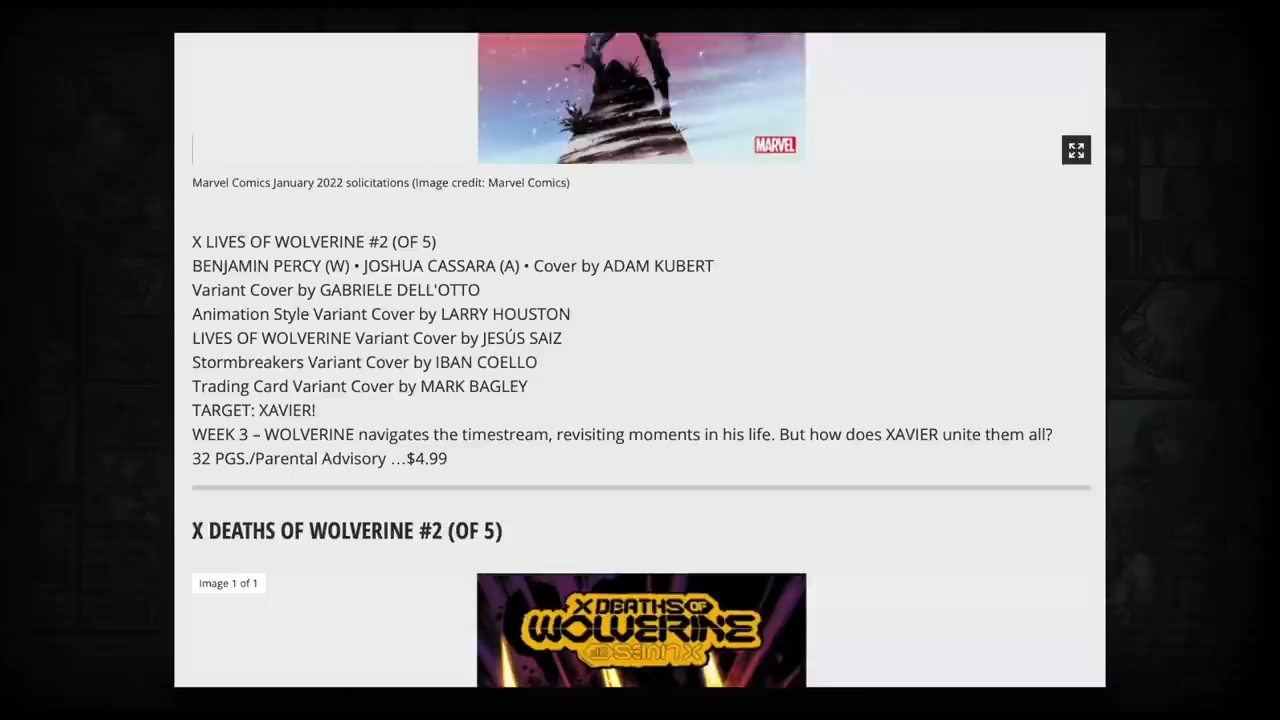 MARVEL
Marvel Comics January 2022 solicitations (Image credit: Marvel Comics)
X LIVES OF WOLVERINE #2 (OF 5)
BENJAMIN PERCY (W) • JOSHUA CASSARA (A) • Cover by ADAM KUBERT
Variant Cover by GABRIELE DELL'OTTO
Animation Style Variant Cover by LARRY HOUSTON
LIVES OF WOLVERINE Variant Cover by JESÚS SAIZ
Stormbreakers Variant Cover by IBAN COELLO
Trading Card Variant Cover by MARK BAGLEY
TARGET: XAVIER!
WEEK 3 – WOLVERINE navigates the timestream, revisiting moments in his life. But how does XAVIER unite them all?
32 PGS./Parental Advisory …$4.99
X DEATHS OF WOLVERINE #2 (OF 5)
Image 1 of 1
X DEATHS OF
WOLVERINE
X LIVES OF